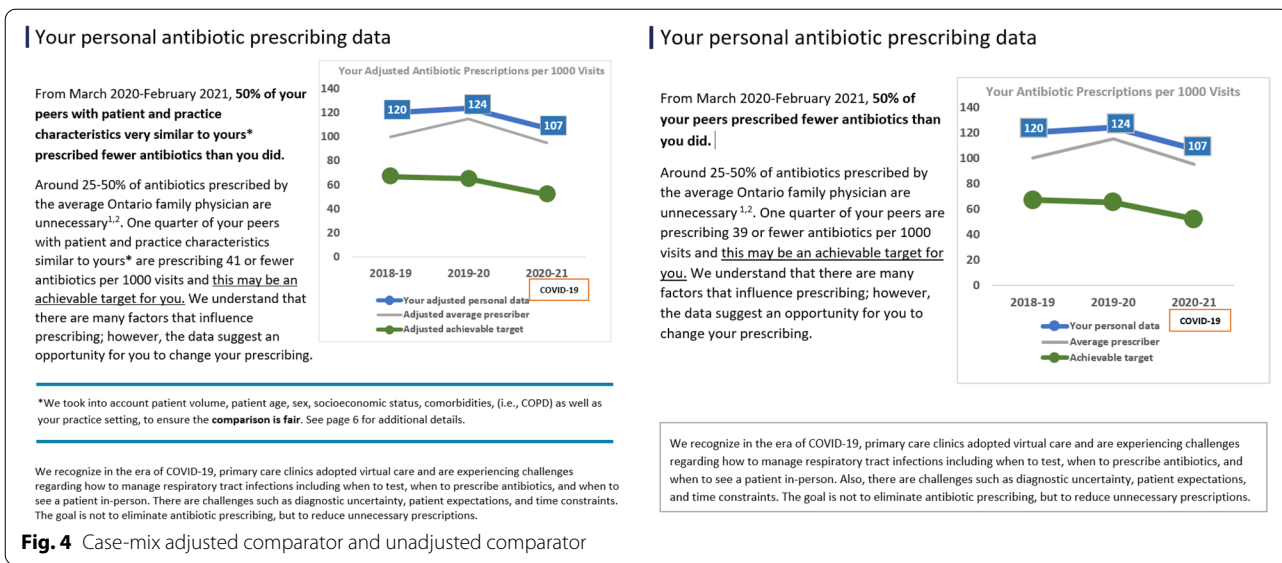 Your personal antibiotic prescribing data
From March 2020-February 2021, 50% of your
peers with patient and practice
characteristics very similar to yours*
prescribed fewer antibiotics than you did.
Around 25-50% of antibiotics prescribed by
the average Ontario family physician are
unnecessary1,2. One quarter of your peers
with patient and practice characteristics
similar to yours* are prescribing 41 or fewer
antibiotics per 1000 visits and this may be an
achievable target for you. We understand that
there are many factors that influence
prescribing; however, the data suggest an
opportunity for you to change your prescribing.
Your Adjusted Antibiotic Prescriptions per 1000 Visits
140
120
100
80
60
40
20
0
120
124
107
2018-19
2019-20
2020-21
COVID-19
Your adjusted personal data
Adjusted average prescriber
Adjusted achievable target
*We took into account patient volume, patient age, sex, socioeconomic status, comorbidities, (i.e., COPD) as well as
your practice setting, to ensure the comparison is fair. See page 6 for additional details.
We recognize in the era of COVID-19, primary care clinics adopted virtual care and are experiencing challenges
regarding how to manage respiratory tract infections including when to test, when to prescribe antibiotics, and when to
see a patient in-person. There are challenges such as diagnostic uncertainty, patient expectations, and time constraints.
The goal is not to eliminate antibiotic prescribing, but to reduce unnecessary prescriptions.
Your personal antibiotic prescribing data
From March 2020-February 2021, 50% of
your peers prescribed fewer antibiotics than
you did.
Around 25-50% of antibiotics prescribed by
the average Ontario family physician are
unnecessary 1,2. One quarter of your peers are
prescribing 39 or fewer antibiotics per 1000
visits and this may be an achievable target for
you. We understand that there are many
factors that influence prescribing; however,
the data suggest an opportunity for you to
change your prescribing.
Your Antibiotic Prescriptions per 1000 Visits
140
120
100
80
60
40
20
0
120
124
107
2018-19
2019-20
2020-21
COVID-19
Your personal data
Average prescriber
Achievable target
We recognize in the era of COVID-19, primary care clinics adopted virtual care and are experiencing challenges
regarding how to manage respiratory tract infections including when to test, when to prescribe antibiotics, and
when to see a patient in-person. Also, there are challenges such as diagnostic uncertainty, patient expectations,
and time constraints. The goal is not to eliminate antibiotic prescribing, but to reduce unnecessary prescriptions.
Fig. 4 Case-mix adjusted comparator and unadjusted comparator